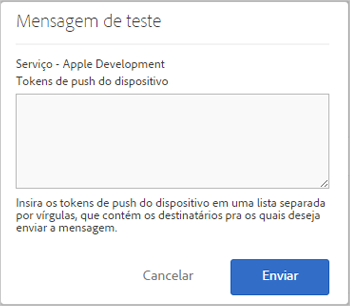 Mensagem de teste
Serviço - Apple Development
Tokens de push do dispositivo
Insira os tokens de push do dispositivo em uma lista separada
por vírgulas, que contém os destinatários pra os quais deseja
enviar a mensagem.
Cancelar
Enviar